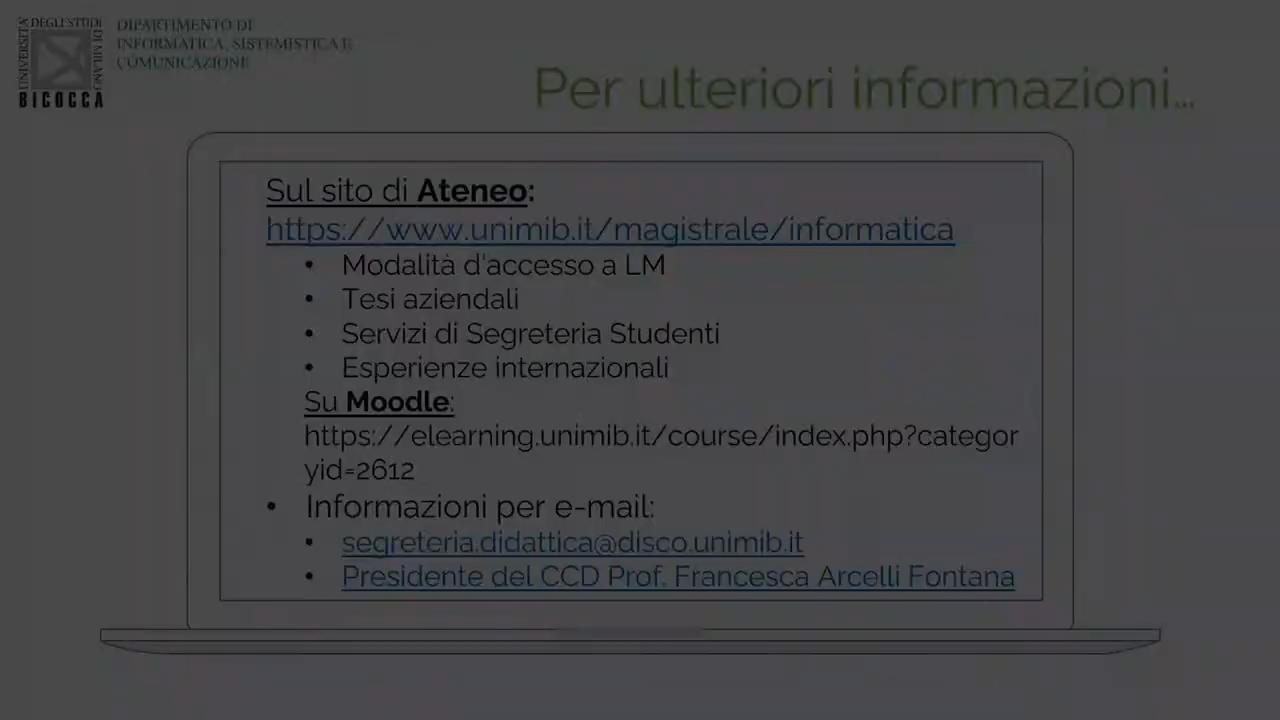 UNIVERSITÀ
DEGLI STUDI
DI MILANO
BICOCCA
DIPARTIMENTO DI
INFORMATICA, SISTEMISTICA E
COMUNICAZIONE
Per ulteriori informazioni...
Sul sito di Ateneo:
https://www.unimib.it/magistrale/informatica
• Modalità d'accesso a LM
• Tesi aziendali
• Servizi di Segreteria Studenti
• Esperienze internazionali
Su Moodle:
https://elearning.unimib.it/course/index.php?categor
yid=2612
• Informazioni per e-mail:
• segreteria.didattica@disco.unimib.it
• Presidente del CCD Prof. Francesca Arcelli Fontana